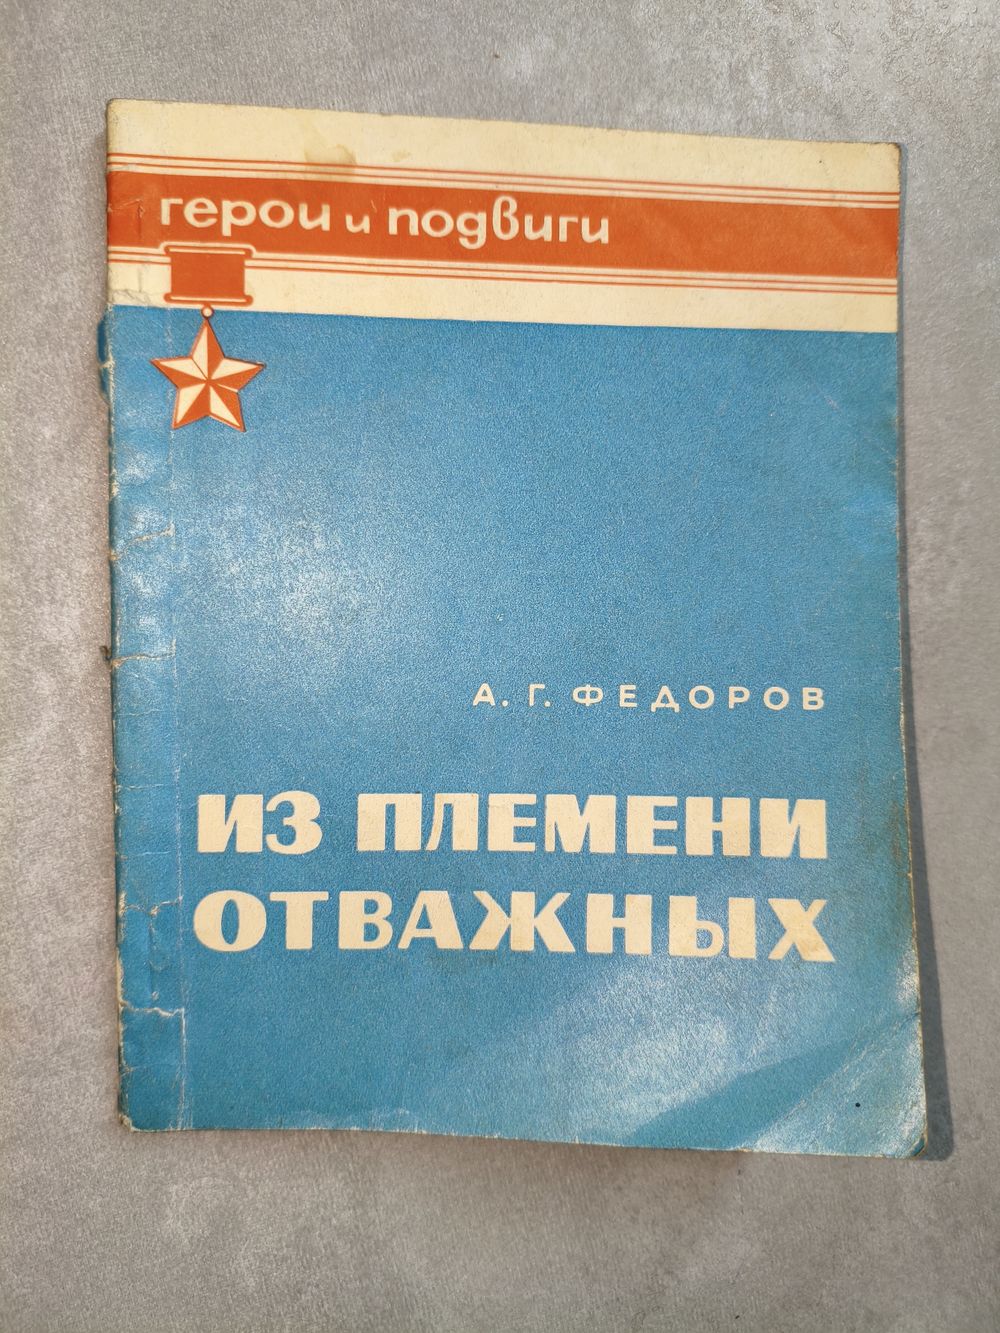 герои и подвиги
А. Г. ФЕДОРОВ
ИЗ ПЛЕМЕНИ
ОТВАЖНЫХ